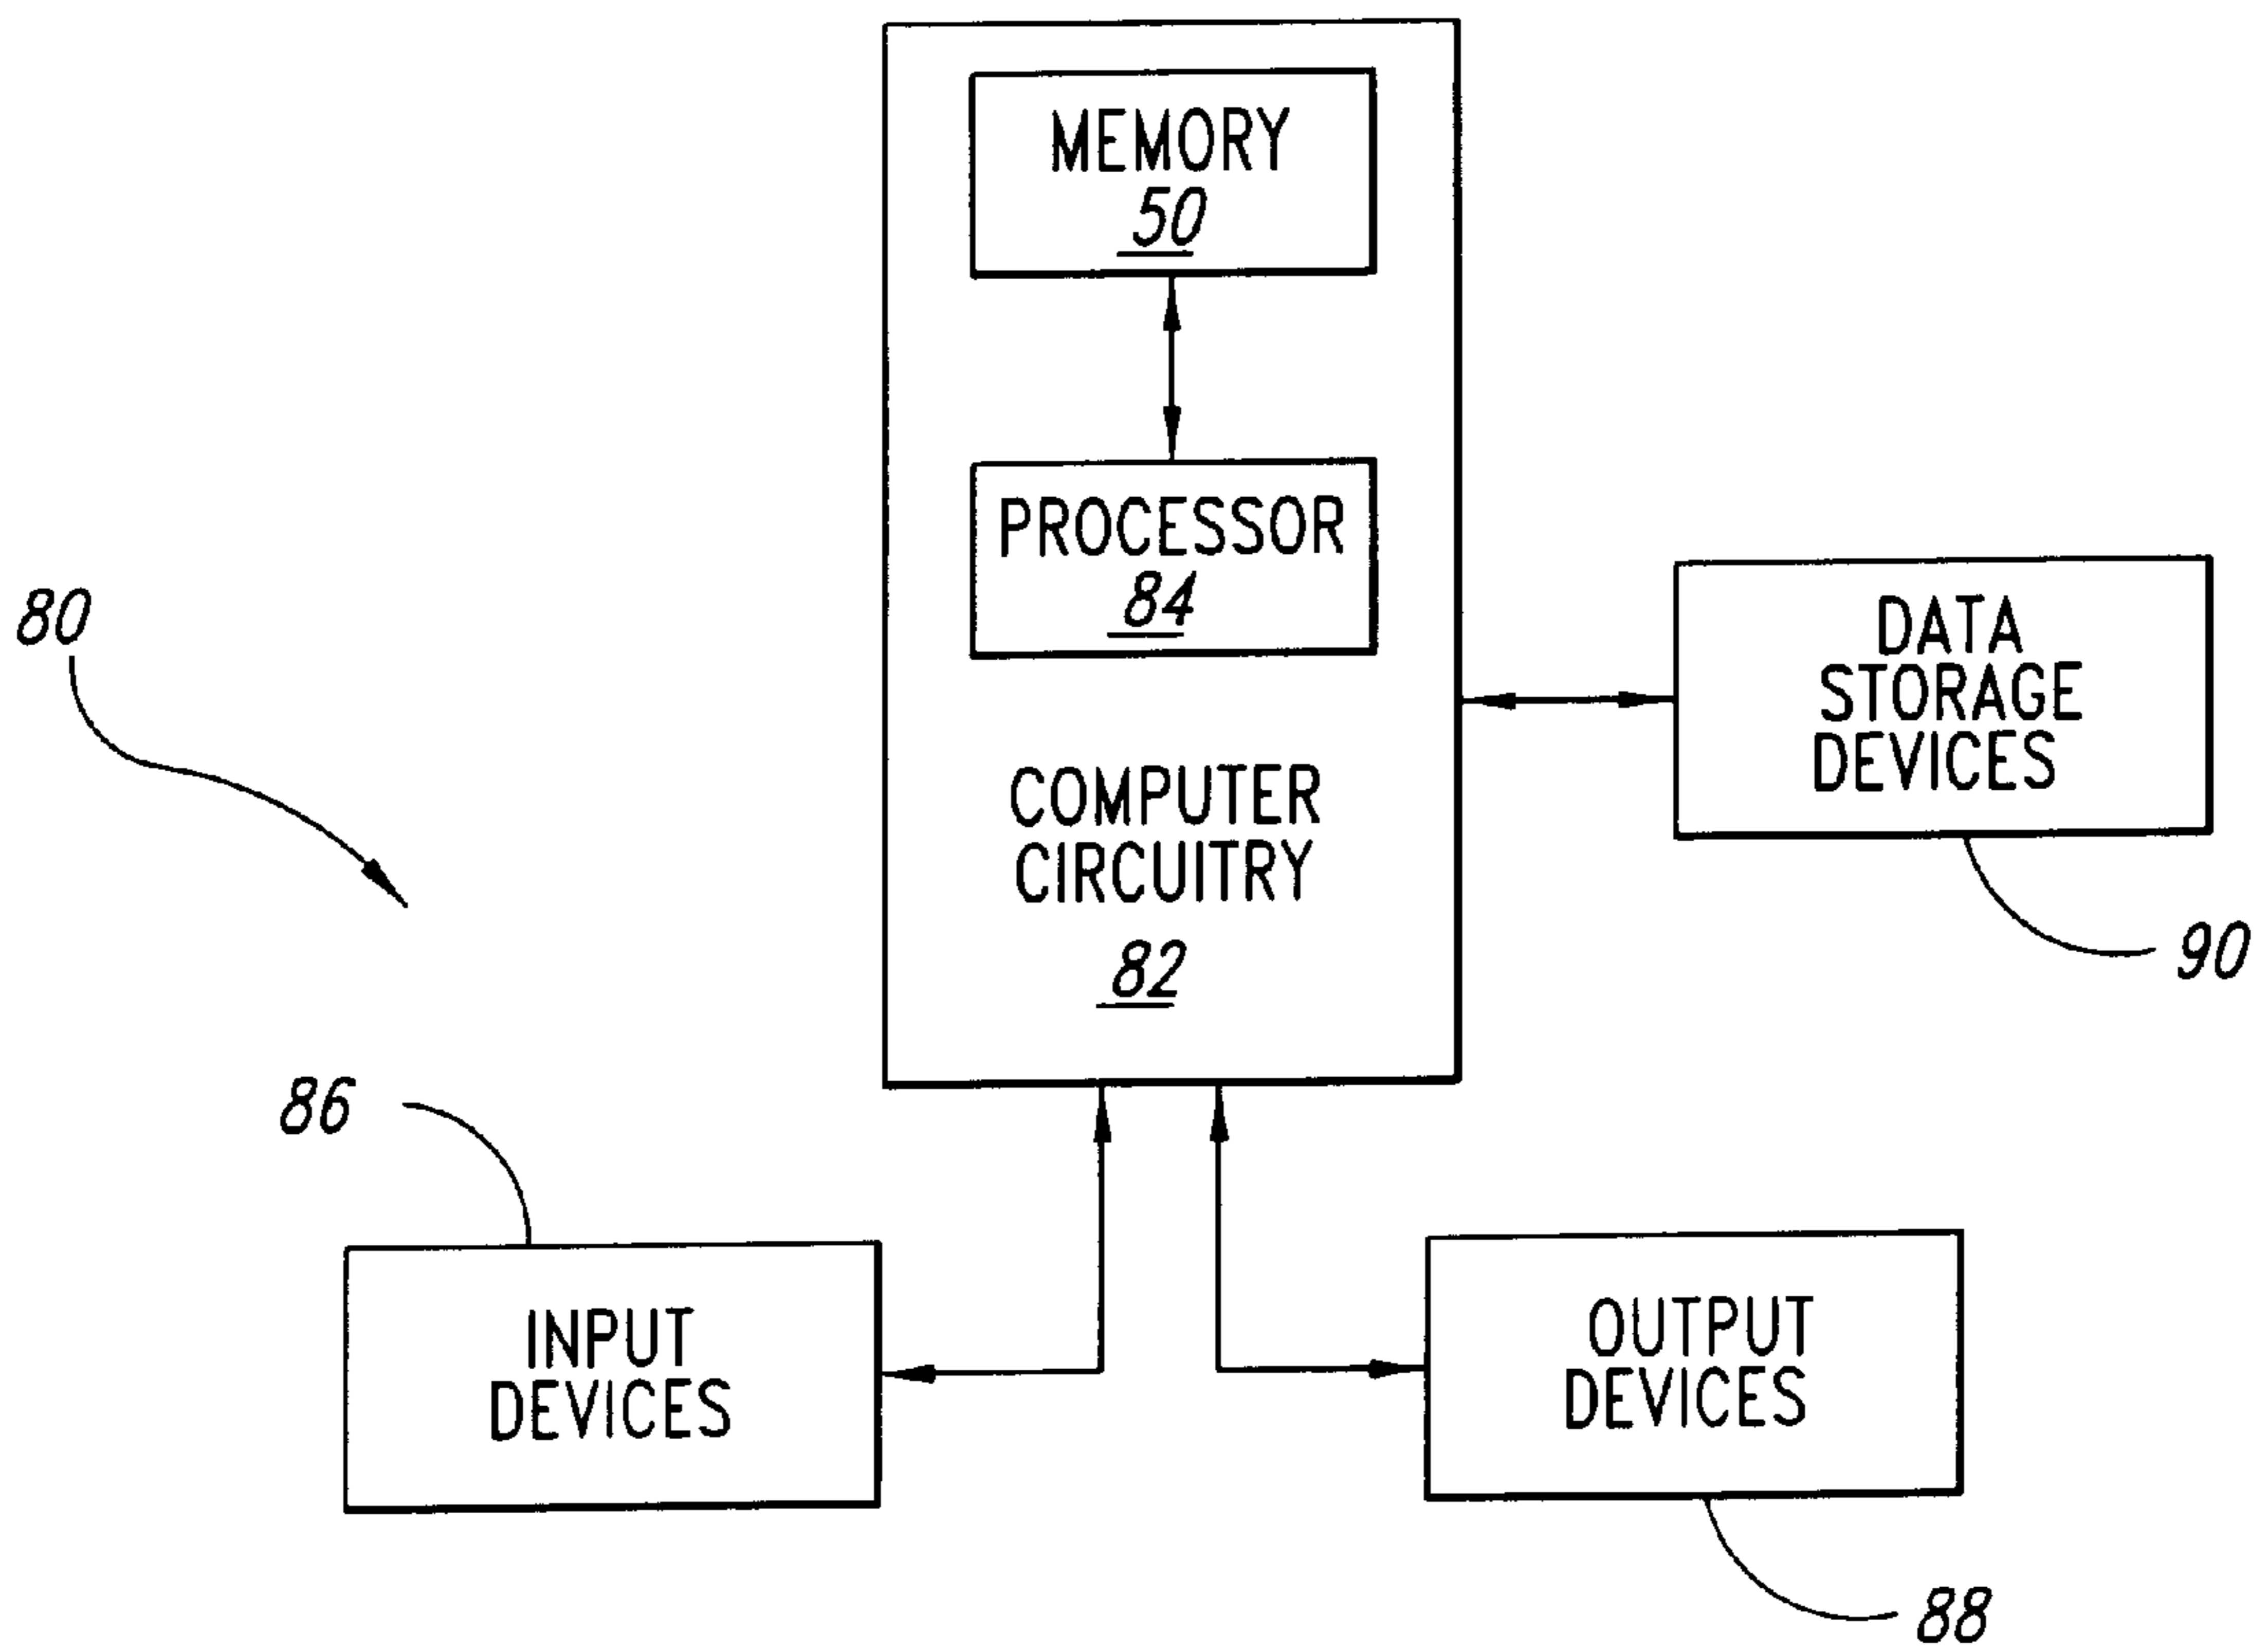 MEMORY
50
PROCESSOR
84
80
DATA
STORAGE
DEVICES
COMPUTER
CIRCUITRY
82
90
86
INPUT
DEVICES
OUTPUT
DEVICES
88